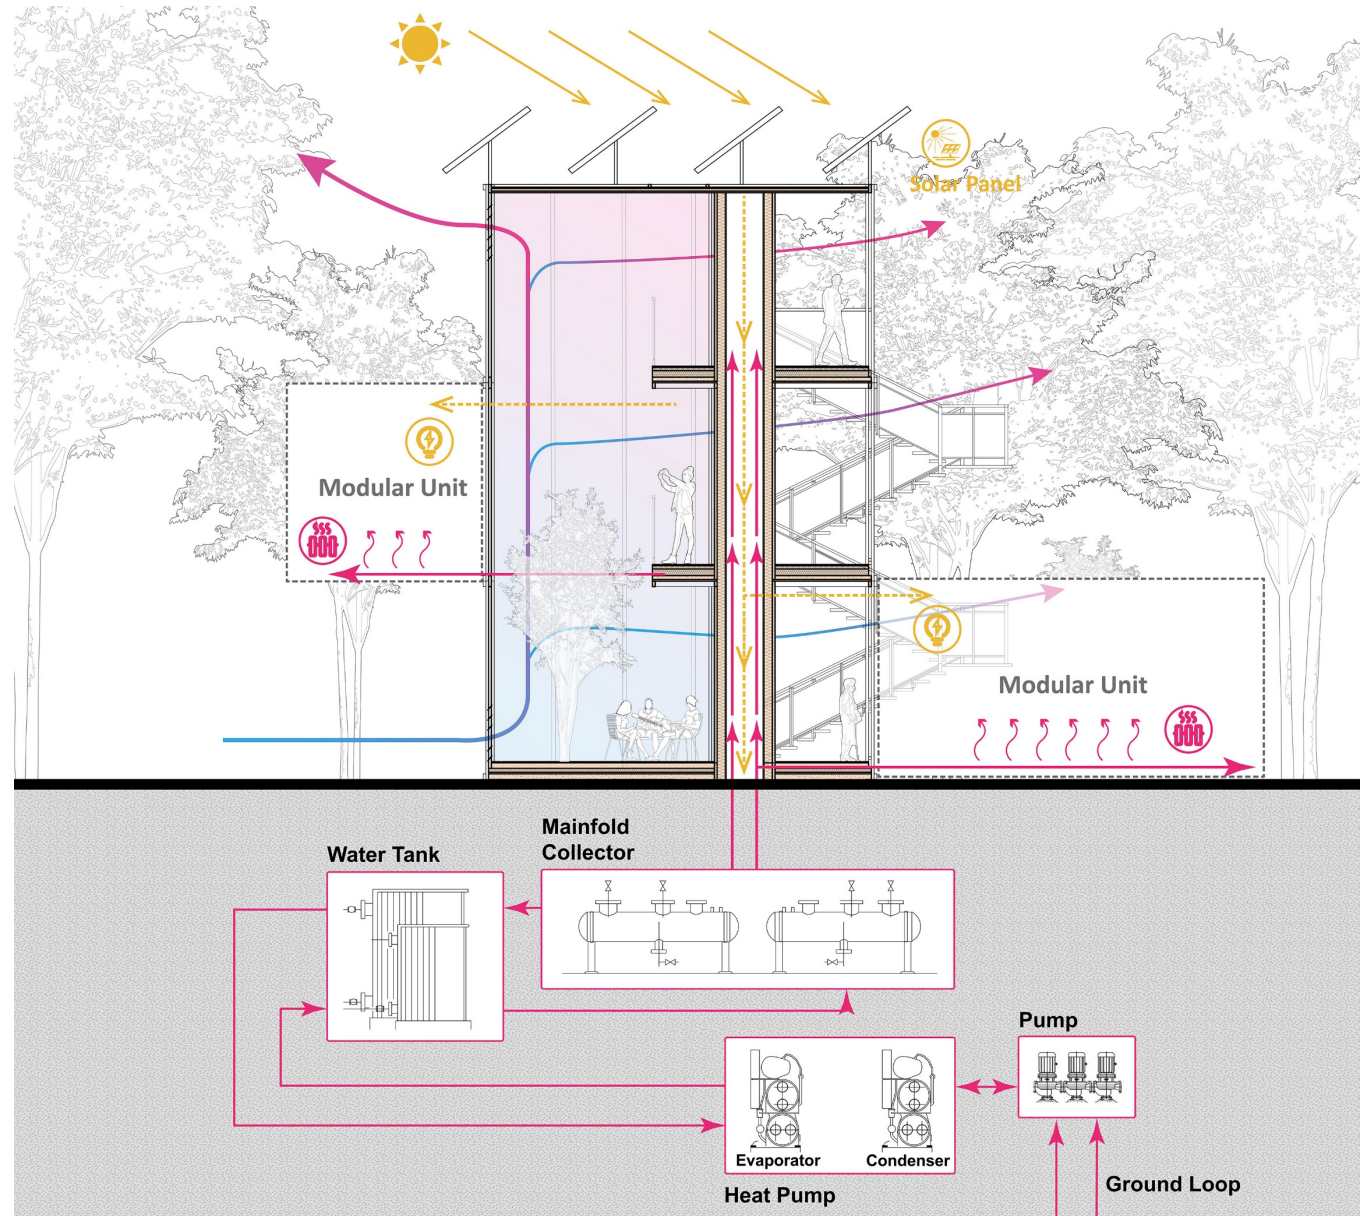 Solar Panel
Modular Unit
Modular Unit
Mainfold
Collector
Water Tank
Pump
Evaporator
Condenser
Heat Pump
Ground Loop